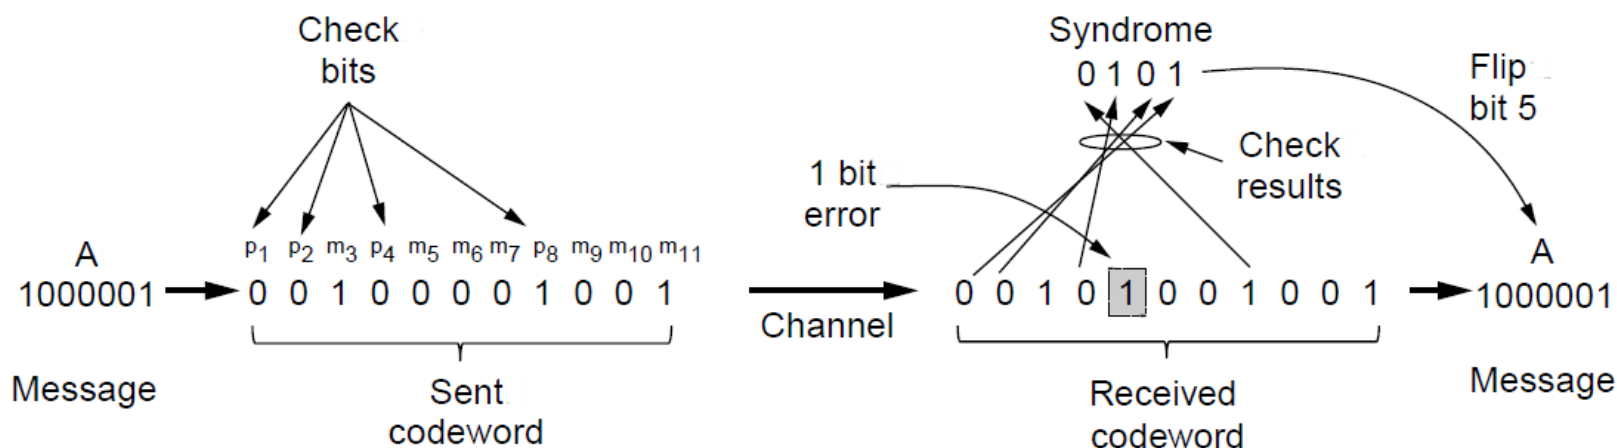 Check
bits
Syndrome
0 1 0 1
Flip
bit 5
Check
results
1 bit
error
A
p1 p2 m3 p4 m5 m6 m7 p8 m9 m10 m11
A
1000001
0 0 1 0 0 0 0 1 0 0 1
0 0 1 0 1 0 0 1 0 0 1
1000001
Channel
Message
Sent
codeword
Received
codeword
Message